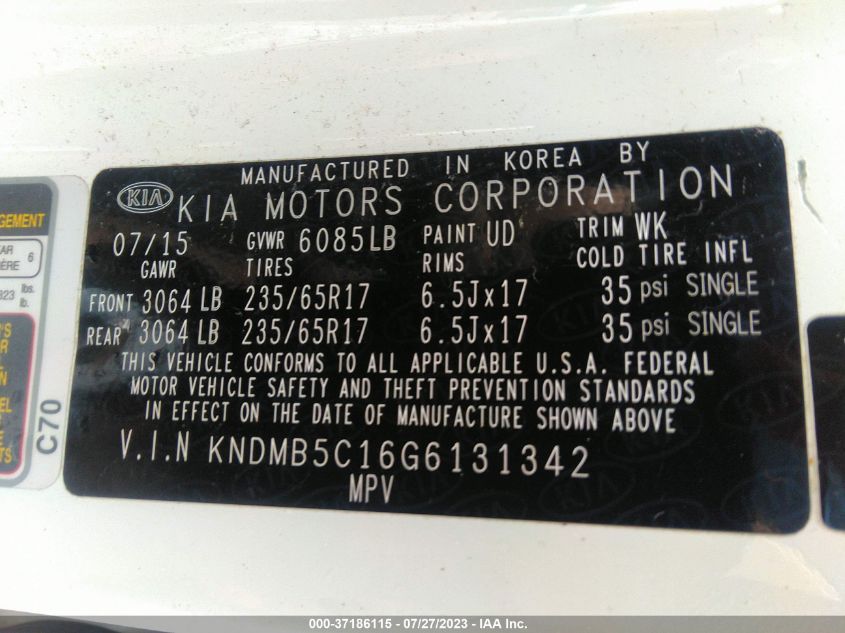 MANUFACTURED IN KOREA BY
KIA KIA MOTORS CORPORATION
07/15 GVWR 6085LB PAINT UD TRIM WK
GAWR TIRES RIMS COLD TIRE INFL
FRONT 3064 LB 235/65R17 6.5Jx17 35 psi SINGLE
REAR 3064 LB 235/65R17 6.5Jx17 35 psi SINGLE
THIS VEHICLE CONFORMS TO ALL APPLICABLE U.S.A. FEDERAL
MOTOR VEHICLE SAFETY AND THEFT PREVENTION STANDARDS
IN EFFECT ON THE DATE OF MANUFACTURE SHOWN ABOVE
V.I.N KNDMB5C16G6131342
MPV
6
lbs.
lb.
C70
000-37186115 - 07/27/2023 - IAA Inc.